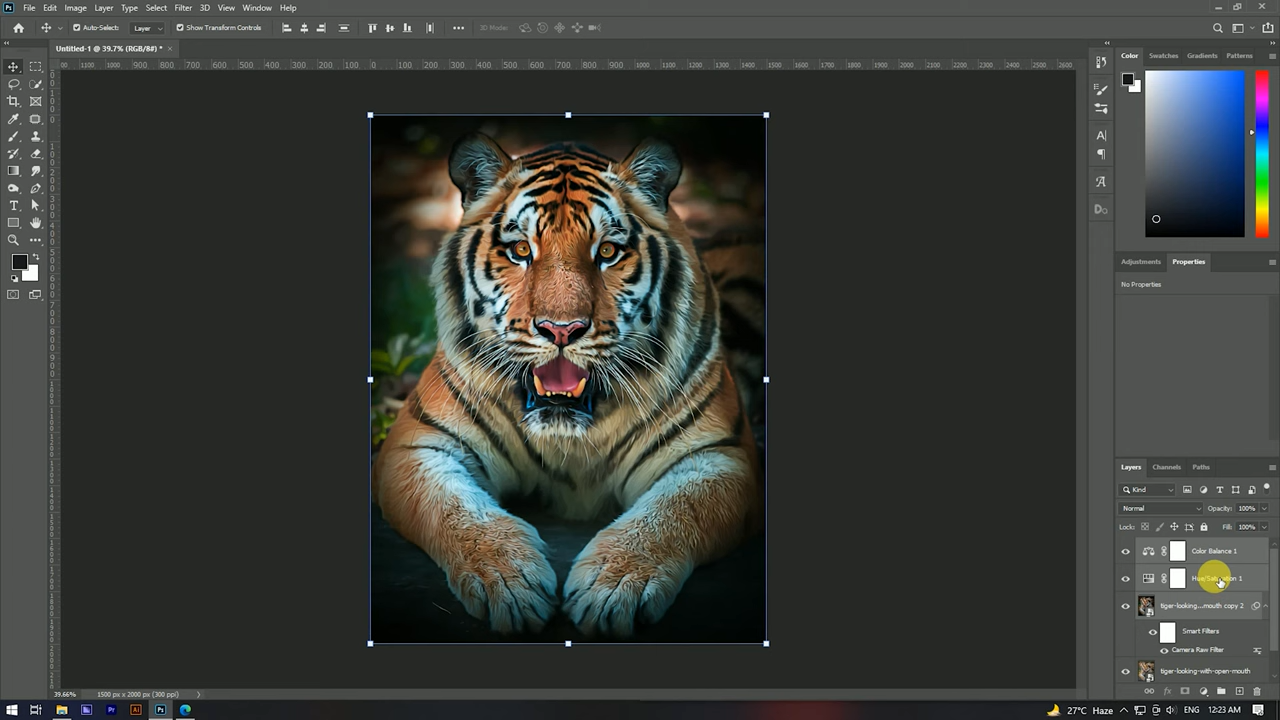 Ps File Edit Image Layer Type Select Filter 3D View Window Help
Auto-Select: Layer Show Transform Controls 3D Mode:
Untitled-1 @ 39.7% (RGB/8#) * ×
Color Swatches Gradients Patterns
Adjustments Properties
No Properties
Layers Channels Paths
Kind
Normal Opacity: 100%
Lock: Fill: 100%
Color Balance 1
Hue/Saturation 1
tiger-looking...mouth copy 2
Smart Filters
Camera Raw Filter
tiger-looking-with-open-mouth
39.66% 1500 px x 2000 px (300 ppi)
27°C Haze ENG 12:23 AM